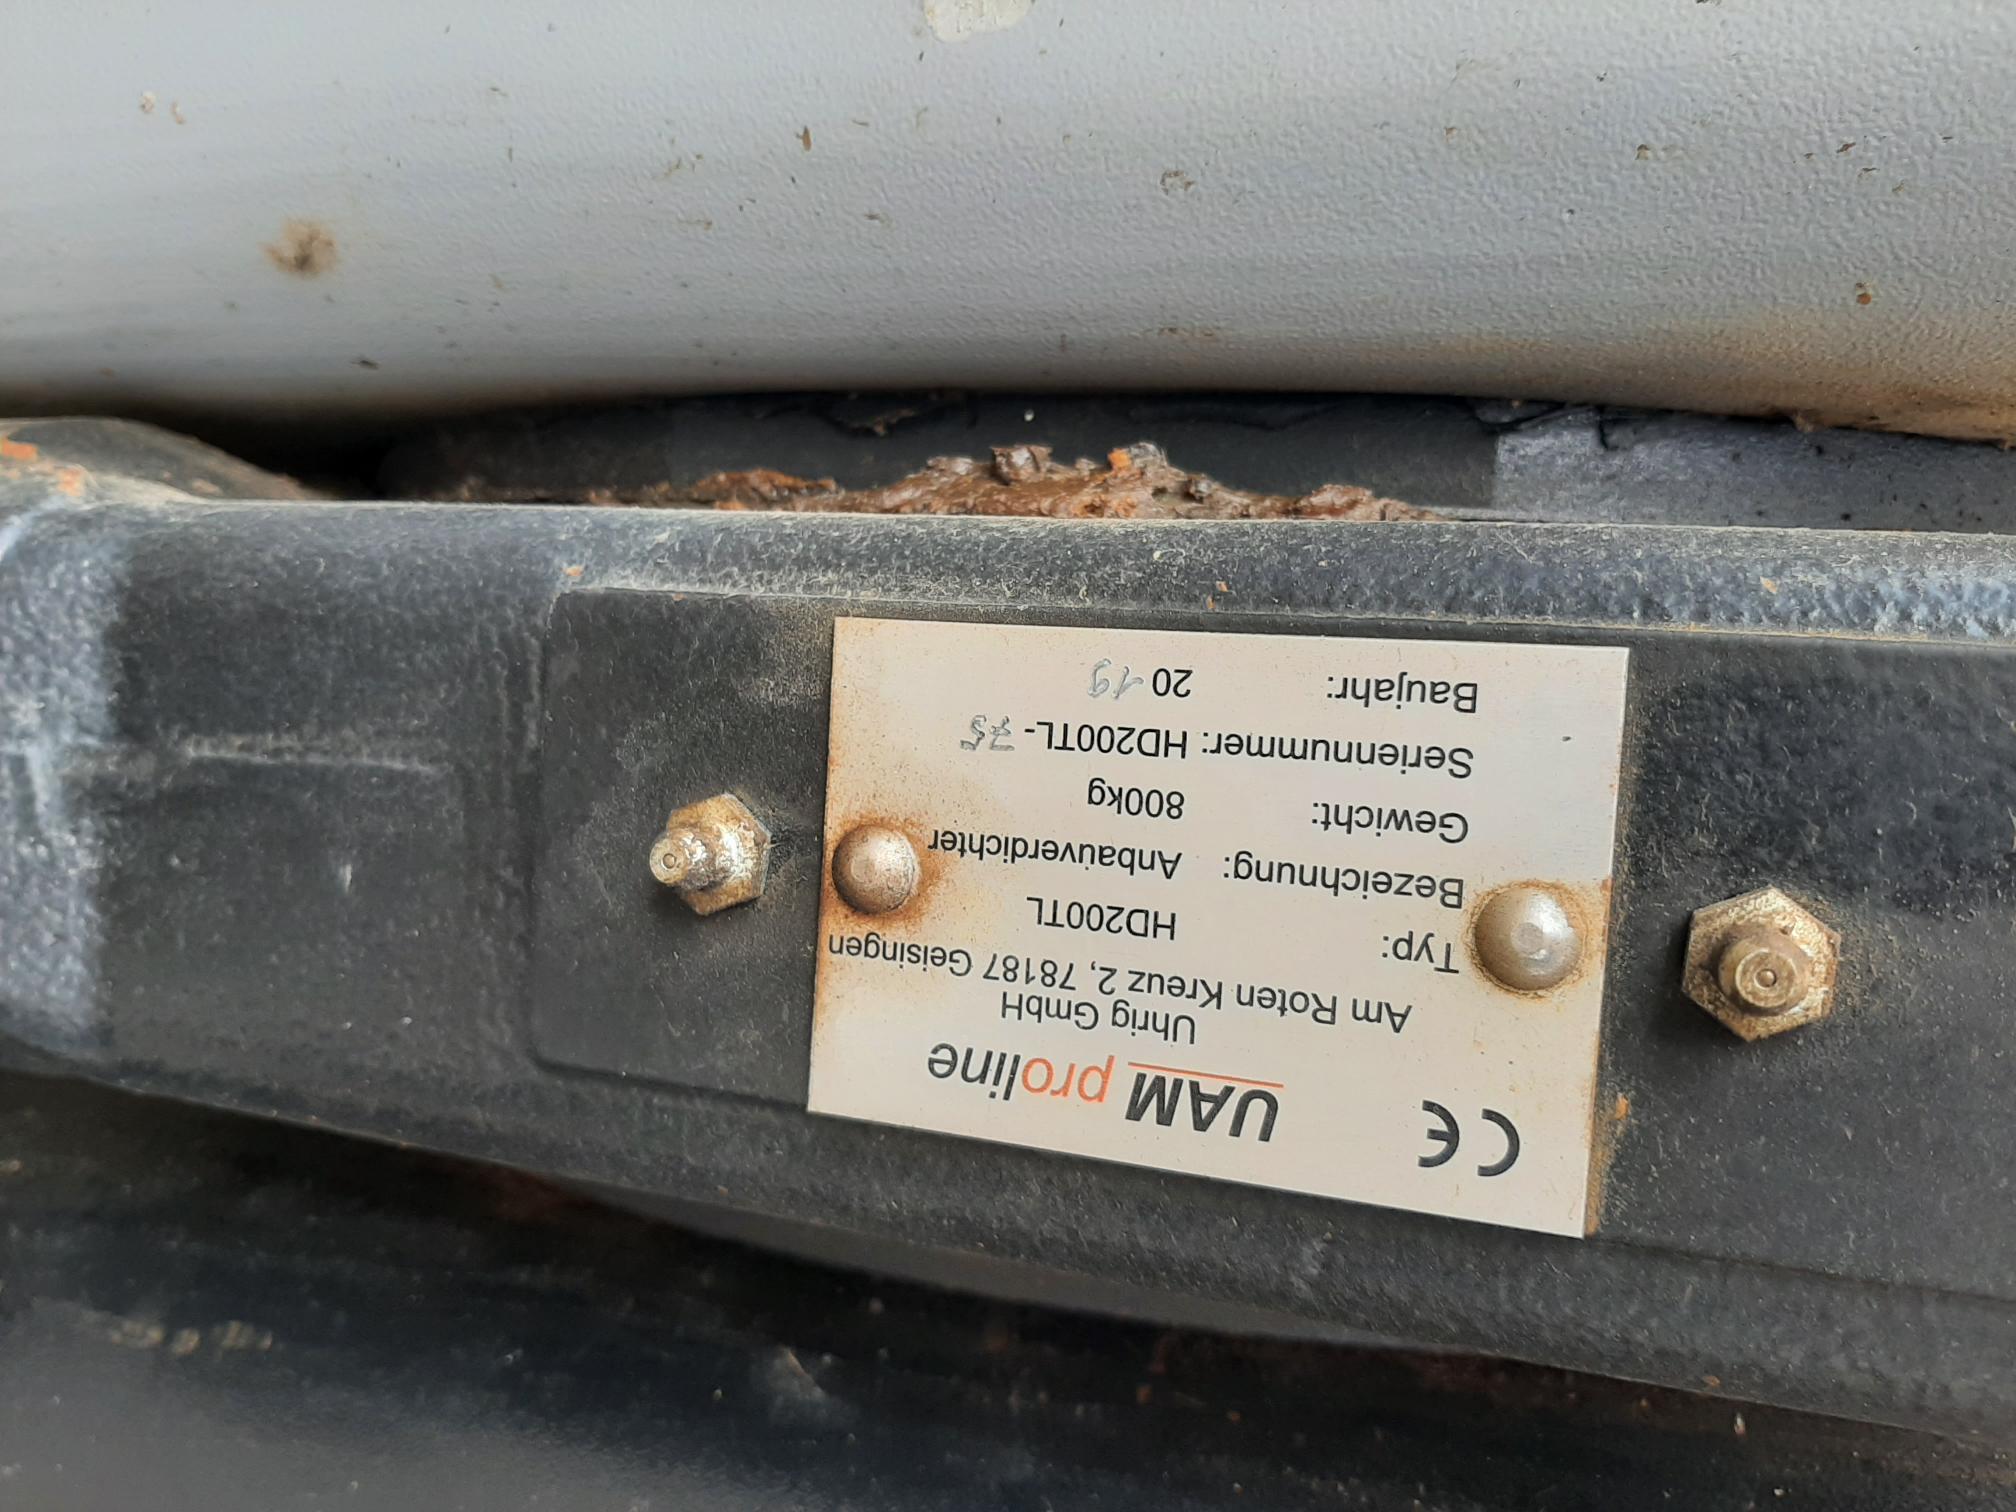 CE
UAM proline
Uhrig GmbH
Am Roten Kreuz 2, 78187 Geisingen
Typ: HD200TL
Bezeichnung: Anbauverdichter
Gewicht: 800kg
Seriennummer: HD200TL-75
Baujahr: 2019